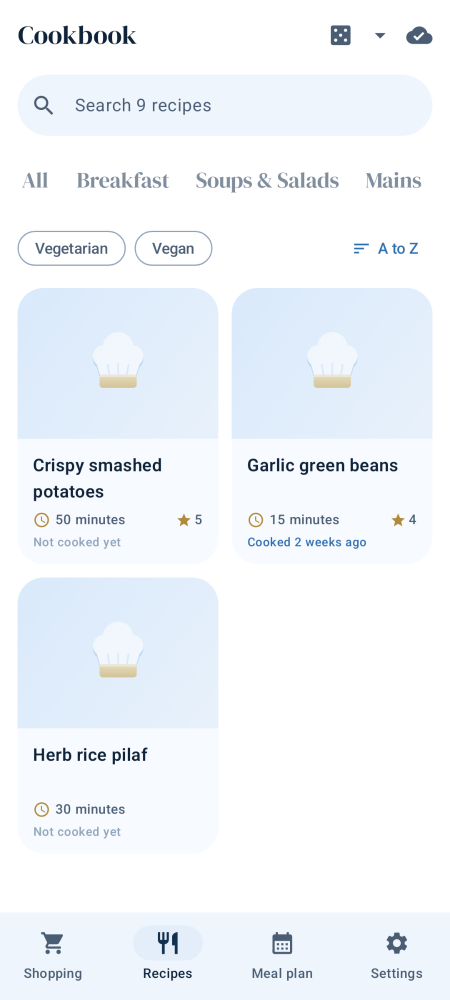 Cookbook
Search 9 recipes
All Breakfast Soups & Salads Mains
Vegetarian Vegan A to Z
Crispy smashed
potatoes
50 minutes 5
Not cooked yet
Garlic green beans
15 minutes 4
Cooked 2 weeks ago
Herb rice pilaf
30 minutes
Not cooked yet
Shopping Recipes Meal plan Settings